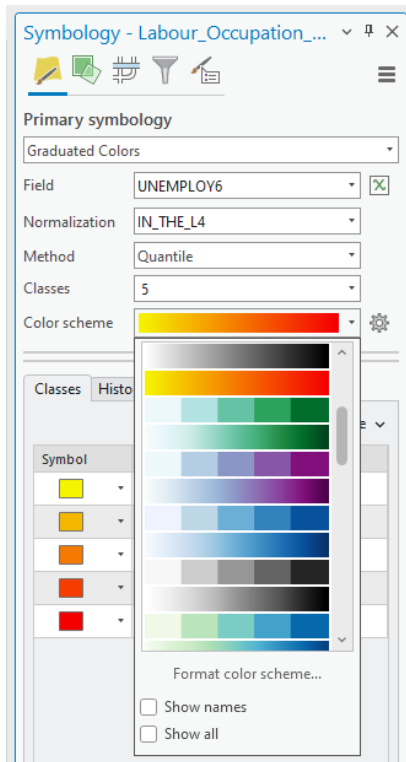 Symbology - Labour_Occupation_...
Primary symbology
Graduated Colors
Field UNEMPLOY6
Normalization IN_THE_L4
Method Quantile
Classes 5
Color scheme
Classes Histo
e
Symbol
Format color scheme...
Show names
Show all